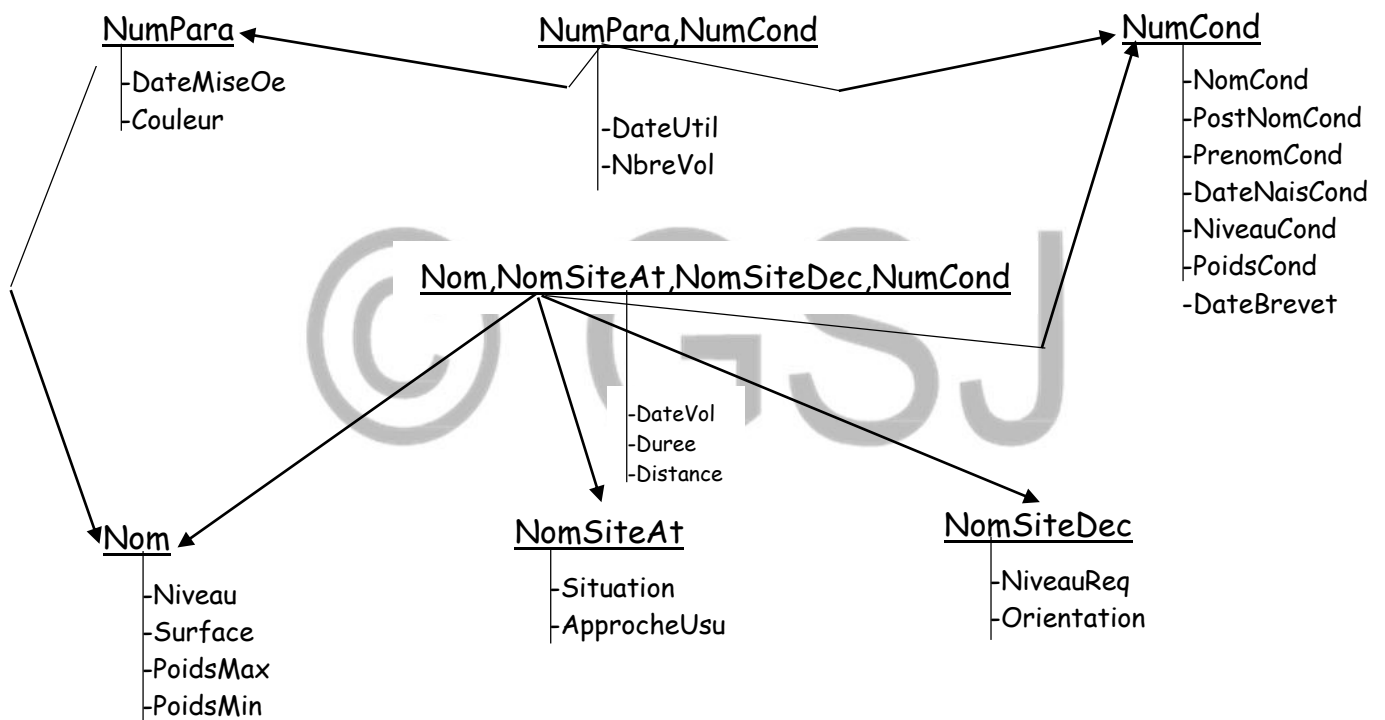 NumPara
-DateMiseOe
-Couleur
NumPara,NumCond
-DateUtil
-NbreVol
NumCond
-NomCond
-PostNomCond
-PrenomCond
-DateNaisCond
-NiveauCond
-PoidsCond
-DateBrevet
Nom,NomSiteAt,NomSiteDec,NumCond
-DateVol
-Duree
-Distance
Nom
-Niveau
-Surface
-PoidsMax
-PoidsMin
NomSiteAt
-Situation
-ApprocheUsu
NomSiteDec
-NiveauReq
-Orientation
© GSJ